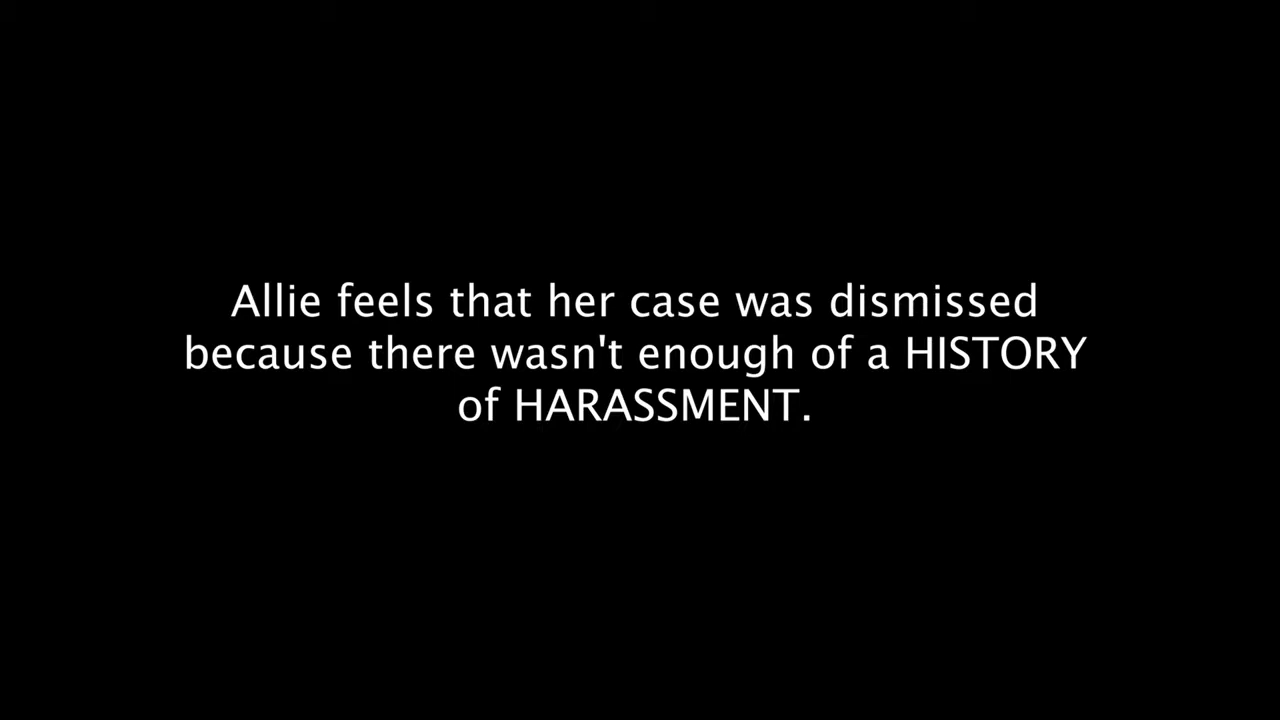 Allie feels that her case was dismissed
because there wasn't enough of a HISTORY
of HARASSMENT.